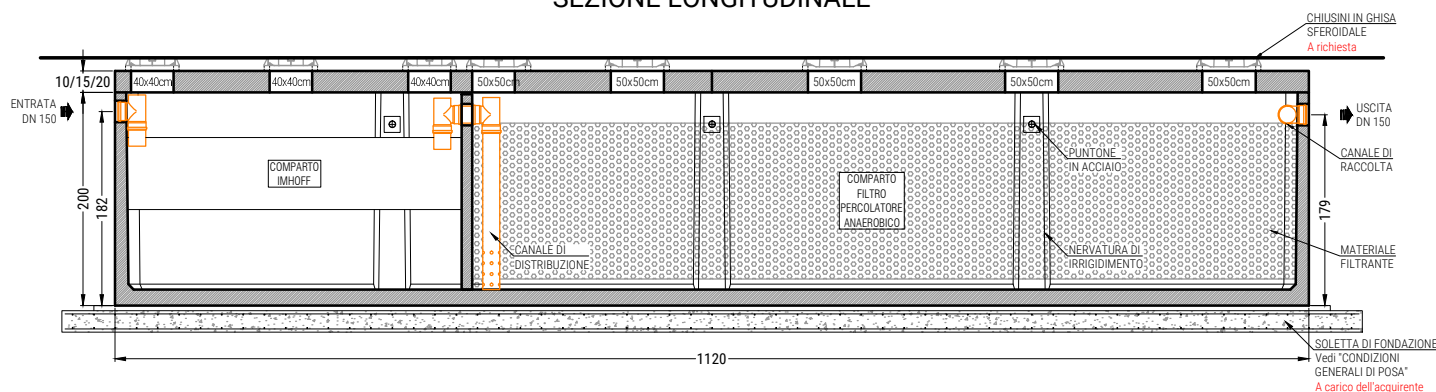 SEZIONE LONGITUDINALE
CHIUSINI IN GHISA
SFEROIDALE
A richiesta
10/15/20
40x40cm
40x40cm
40x40cm
50x50cm
50x50cm
50x50cm
50x50cm
50x50cm
ENTRATA
DN 150
USCITA
DN 150
COMPARTO
IMHOFF
PUNTONE
IN ACCIAIO
CANALE DI
RACCOLTA
COMPARTO
FILTRO
PERCOLATORE
ANAEROBICO
200
182
179
CANALE DI
DISTRIBUZIONE
NERVATURA DI
IRRIGIDIMENTO
MATERIALE
FILTRANTE
1120
SOLETTA DI FONDAZIONE
Vedi "CONDIZIONI
GENERALI DI POSA"
A carico dell'acquirente